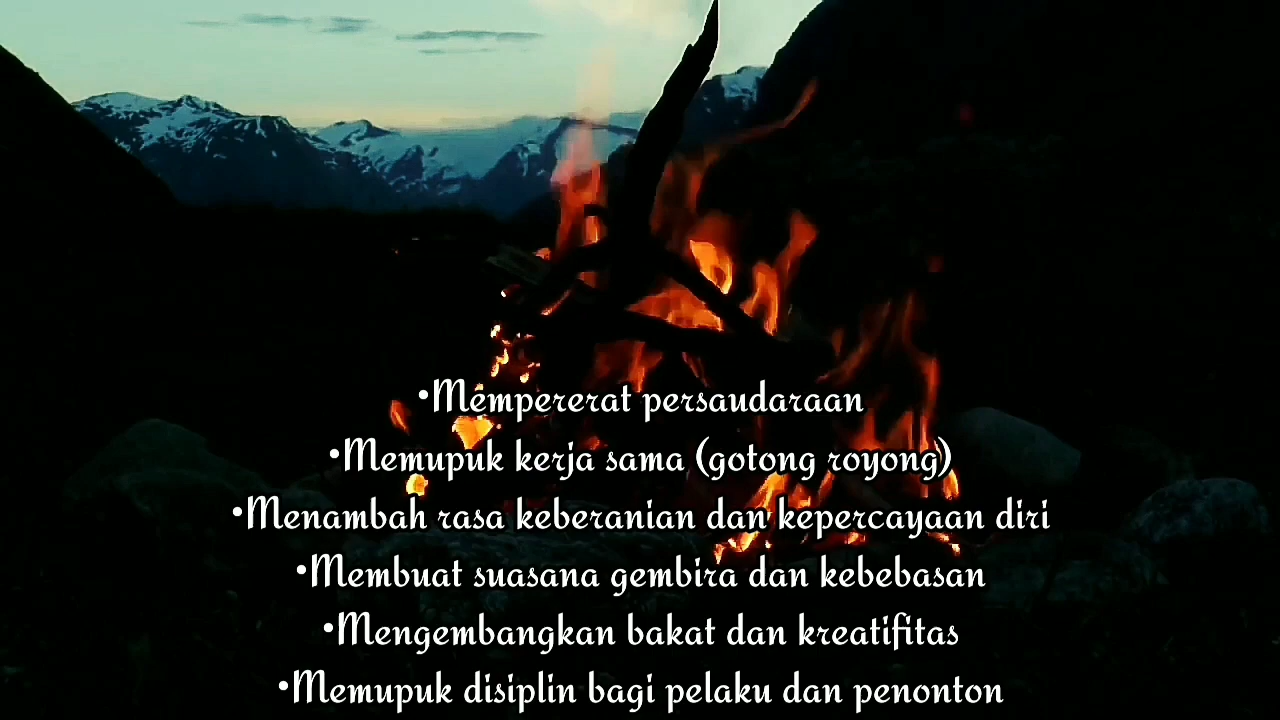 •Mempererat persaudaraan
•Memupuk kerja sama (gotong royong)
•Menambah rasa keberanian dan kepercayaan diri
•Membuat suasana gembira dan kebebasan
•Mengembangkan bakat dan kreatifitas
•Memupuk disiplin bagi pelaku dan penonton